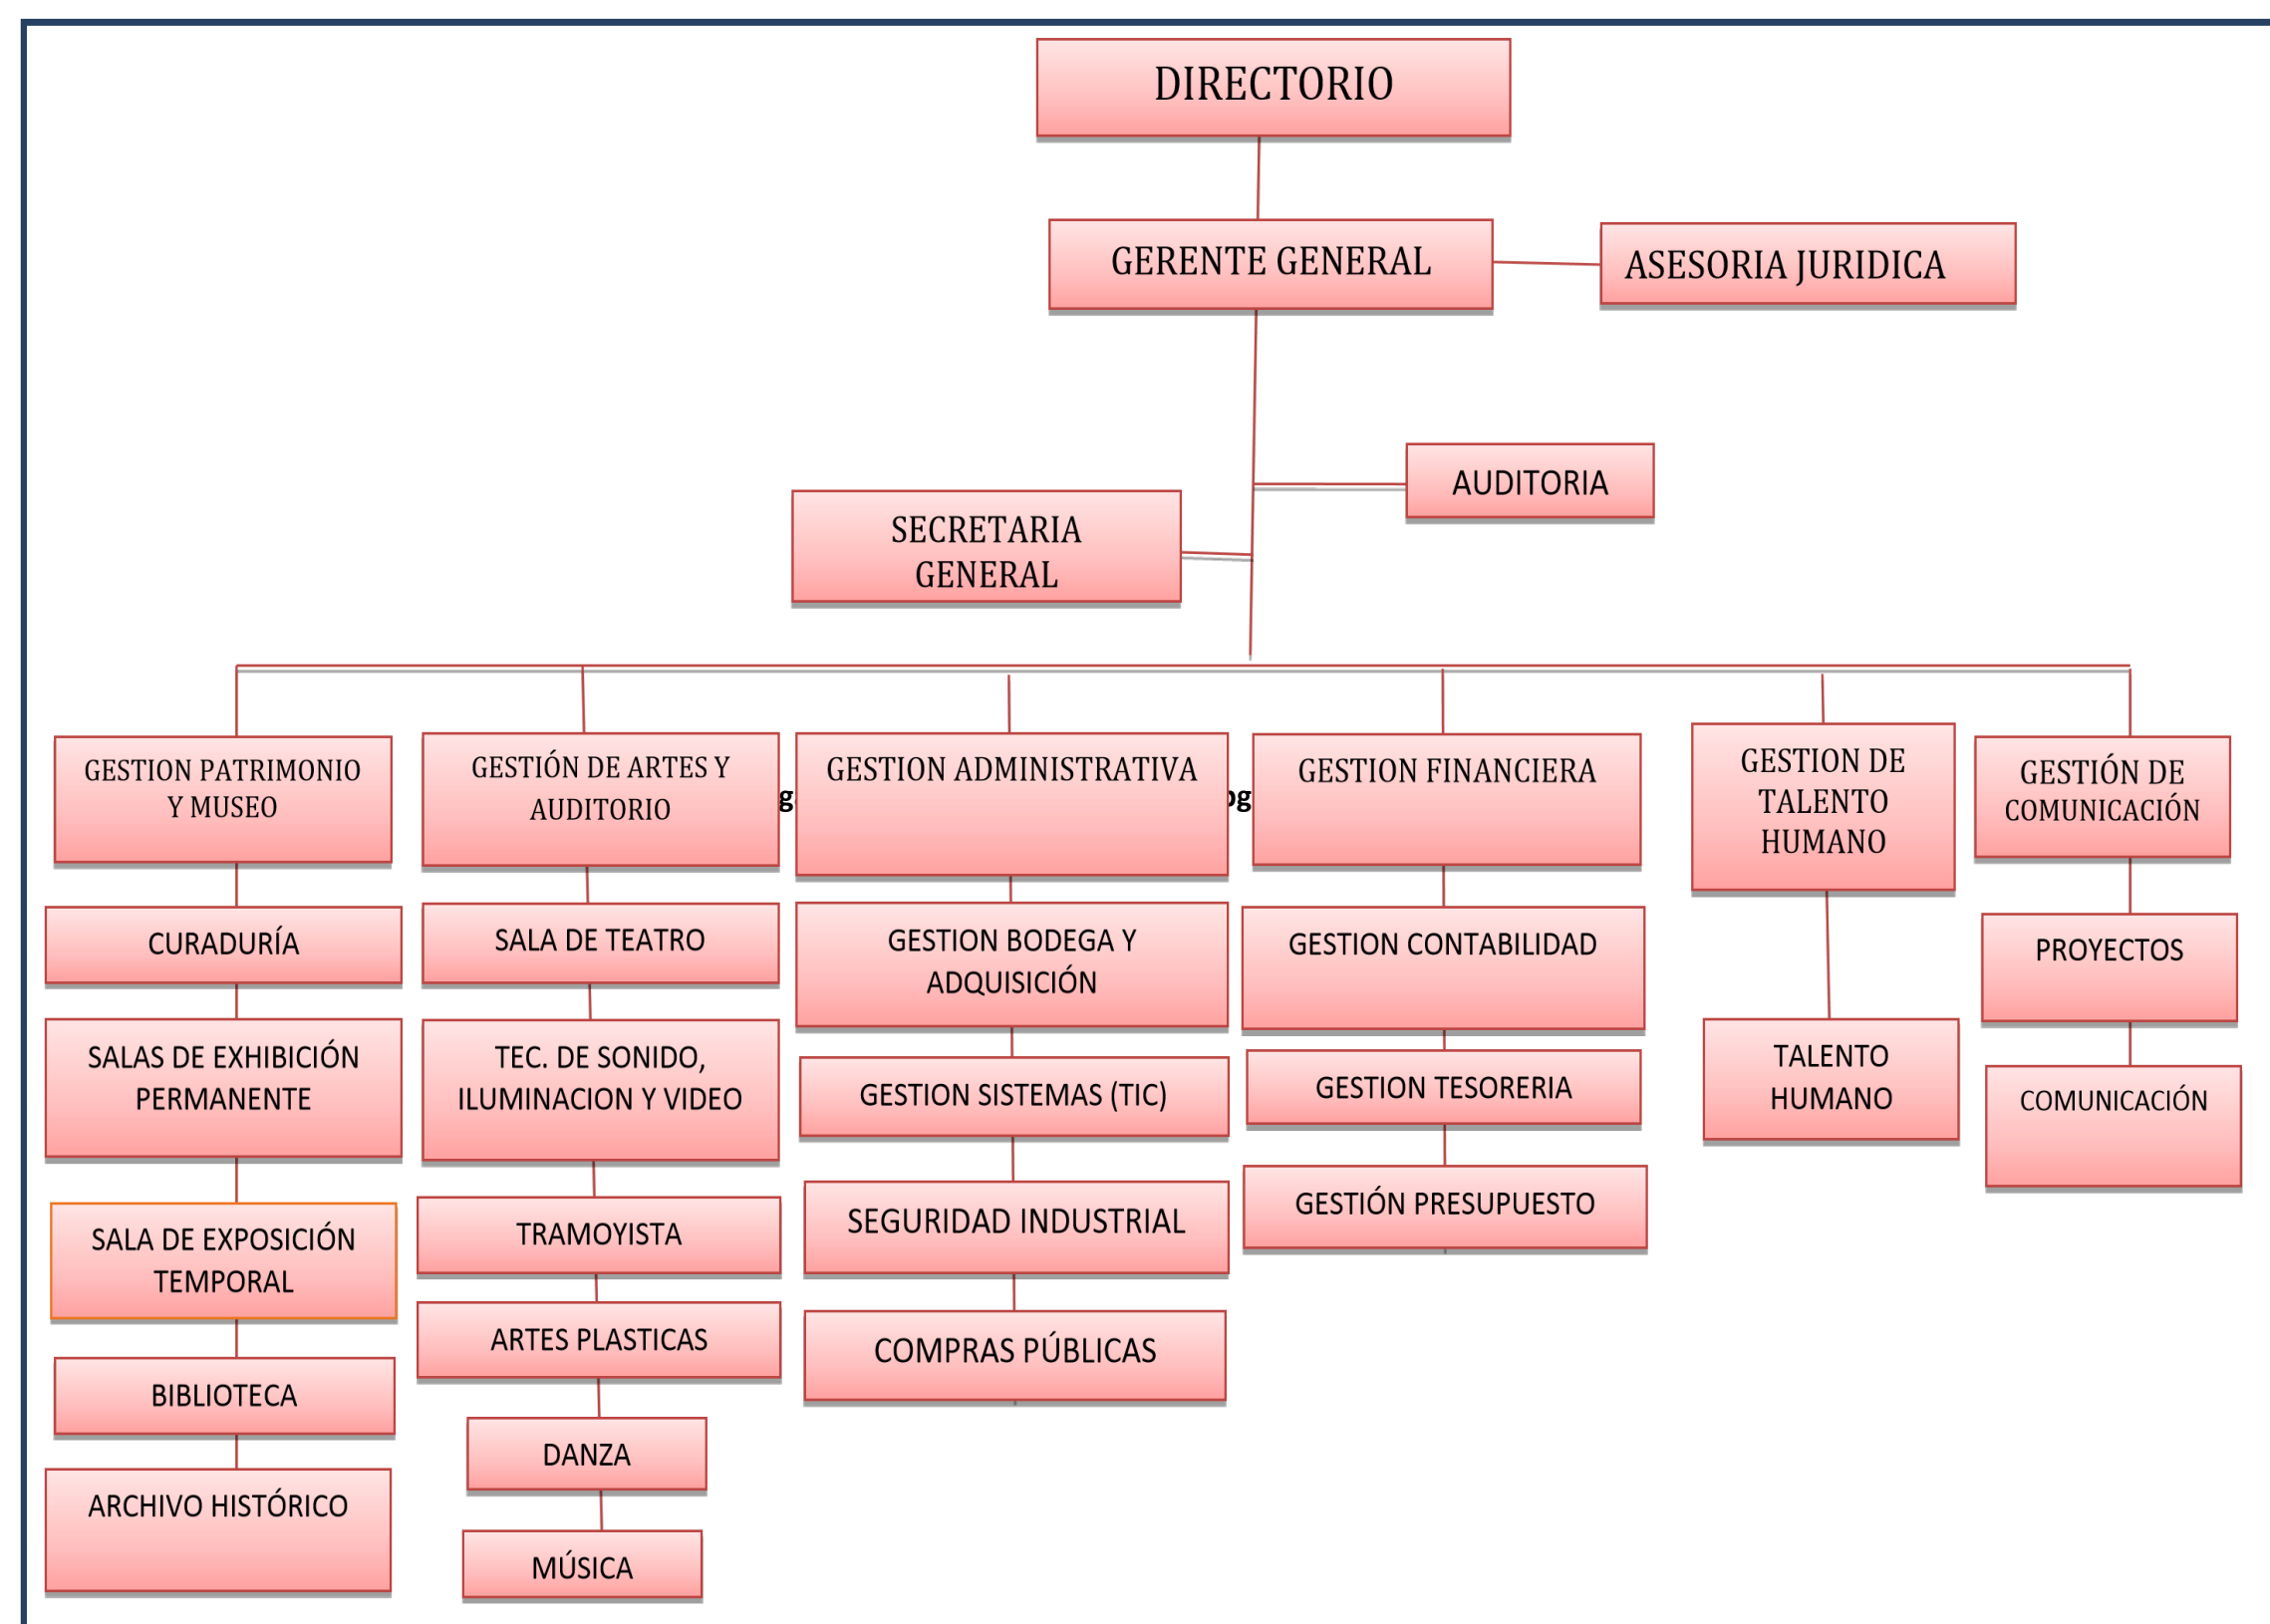 DIRECTORIO
GERENTE GENERAL
ASESORIA JURIDICA
AUDITORIA
SECRETARIA
GENERAL
GESTION PATRIMONIO
Y MUSEO
CURADURÍA
SALAS DE EXHIBICIÓN
PERMANENTE
SALA DE EXPOSICIÓN
TEMPORAL
BIBLIOTECA
ARCHIVO HISTÓRICO
GESTIÓN DE ARTES Y
AUDITORIO
SALA DE TEATRO
TEC. DE SONIDO,
ILUMINACION Y VIDEO
TRAMOYISTA
ARTES PLASTICAS
DANZA
MÚSICA
GESTION ADMINISTRATIVA
GESTION BODEGA Y
ADQUISICIÓN
GESTION SISTEMAS (TIC)
SEGURIDAD INDUSTRIAL
COMPRAS PÚBLICAS
GESTION FINANCIERA
GESTION CONTABILIDAD
GESTION TESORERIA
GESTIÓN PRESUPUESTO
GESTION DE
TALENTO
HUMANO
TALENTO
HUMANO
GESTIÓN DE
COMUNICACIÓN
PROYECTOS
COMUNICACIÓN